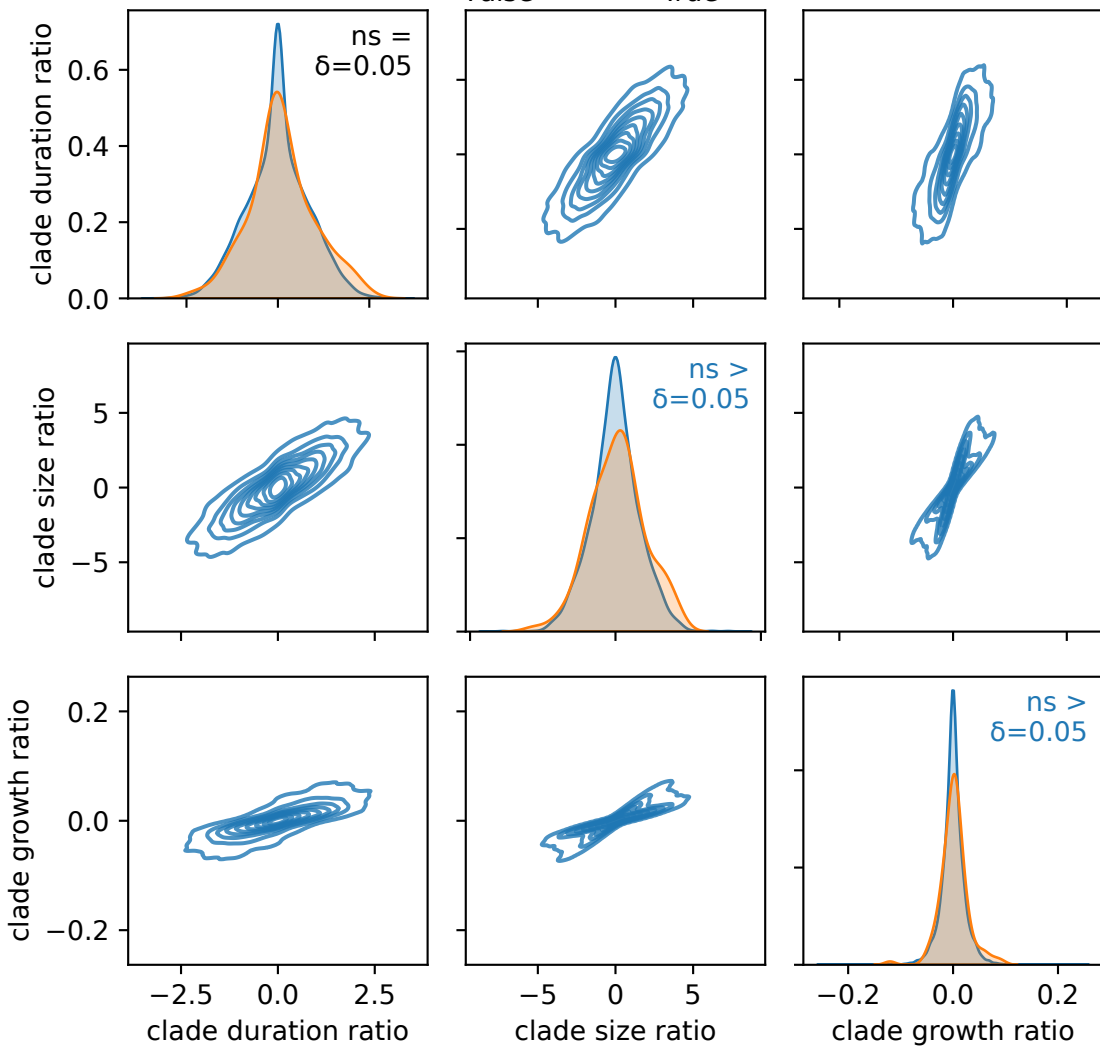 clade duration ratio
0.6
0.4
0.2
0.0
ns =
δ=0.05
clade size ratio
5
0
−5
ns >
δ=0.05
clade growth ratio
0.2
0.0
−0.2
ns >
δ=0.05
−2.5 0.0 2.5
−5 0 5
−0.2 0.0 0.2
clade duration ratio
clade size ratio
clade growth ratio